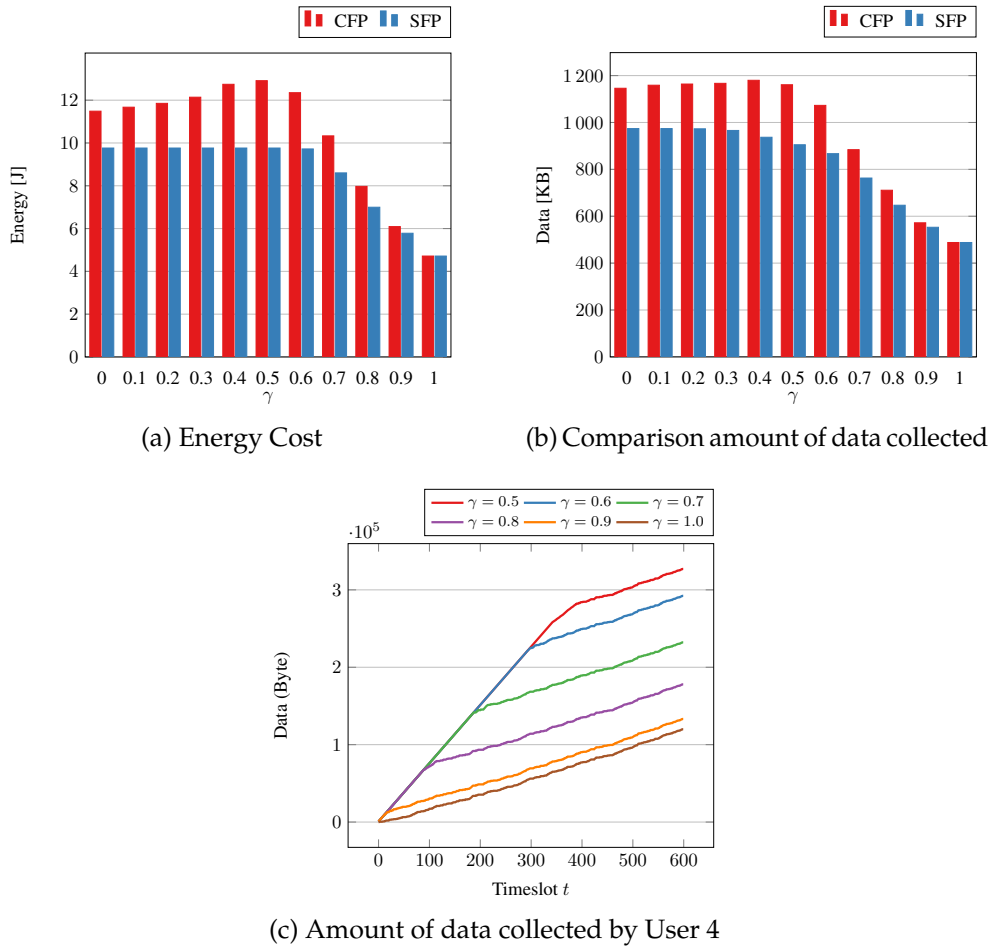 CFP SFP
CFP SFP
Energy [J]
12
10
8
6
4
2
0
0 0.1 0.2 0.3 0.4 0.5 0.6 0.7 0.8 0.9 1
γ
(a) Energy Cost
Data [KB]
1 200
1 000
800
600
400
200
0
0 0.1 0.2 0.3 0.4 0.5 0.6 0.7 0.8 0.9 1
γ
(b) Comparison amount of data collected
γ = 0.5 γ = 0.6 γ = 0.7
γ = 0.8 γ = 0.9 γ = 1.0
·10⁵
Data (Byte)
3
2
1
0
0 100 200 300 400 500 600
Timeslot t
(c) Amount of data collected by User 4